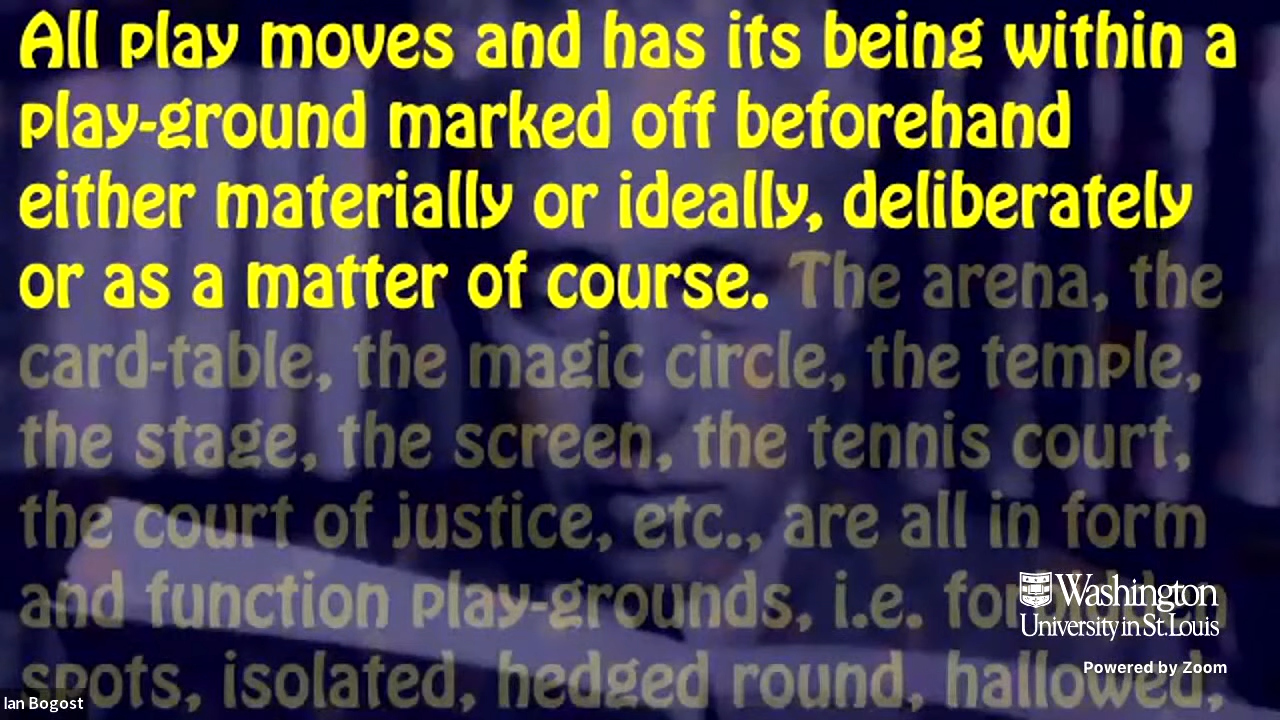 All play moves and has its being within a
play-ground marked off beforehand
either materially or ideally, deliberately
or as a matter of course. The arena, the
card-table, the magic circle, the temple,
the stage, the screen, the tennis court,
the court of justice, etc., are all in form
and function play-grounds, i.e.
spots, isolated, hedged round, hallowed,
Washington
University in St. Louis
Powered by Zoom
Ian Bogost